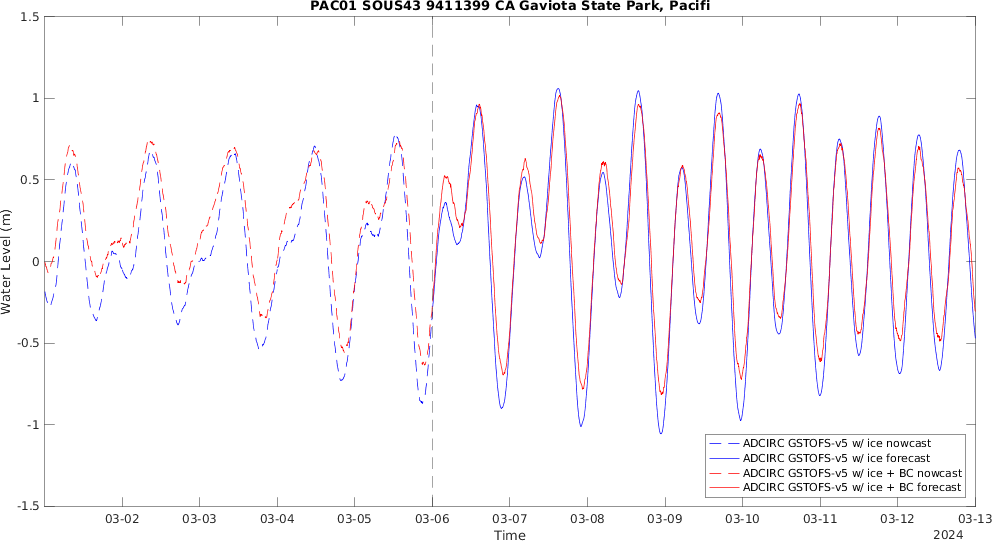 PAC01 SOUS43 9411399 CA Gaviota State Park, Pacifi
1.5
1
0.5
0
-0.5
-1
-1.5
Water Level (m)
ADCIRC GSTOFS-v5 w/ ice nowcast
ADCIRC GSTOFS-v5 w/ ice forecast
ADCIRC GSTOFS-v5 w/ ice + BC nowcast
ADCIRC GSTOFS-v5 w/ ice + BC forecast
03-02 03-03 03-04 03-05 03-06 03-07 03-08 03-09 03-10 03-11 03-12 03-13
Time
2024